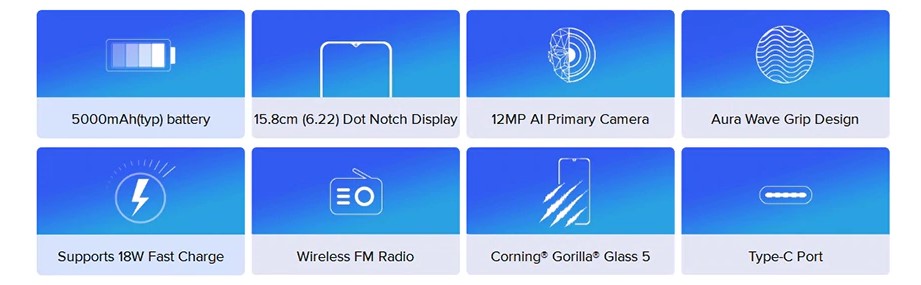 5000mAh(typ) battery
15.8cm (6.22) Dot Notch Display
12MP AI Primary Camera
Aura Wave Grip Design
Supports 18W Fast Charge
Wireless FM Radio
Corning® Gorilla® Glass 5
Type-C Port